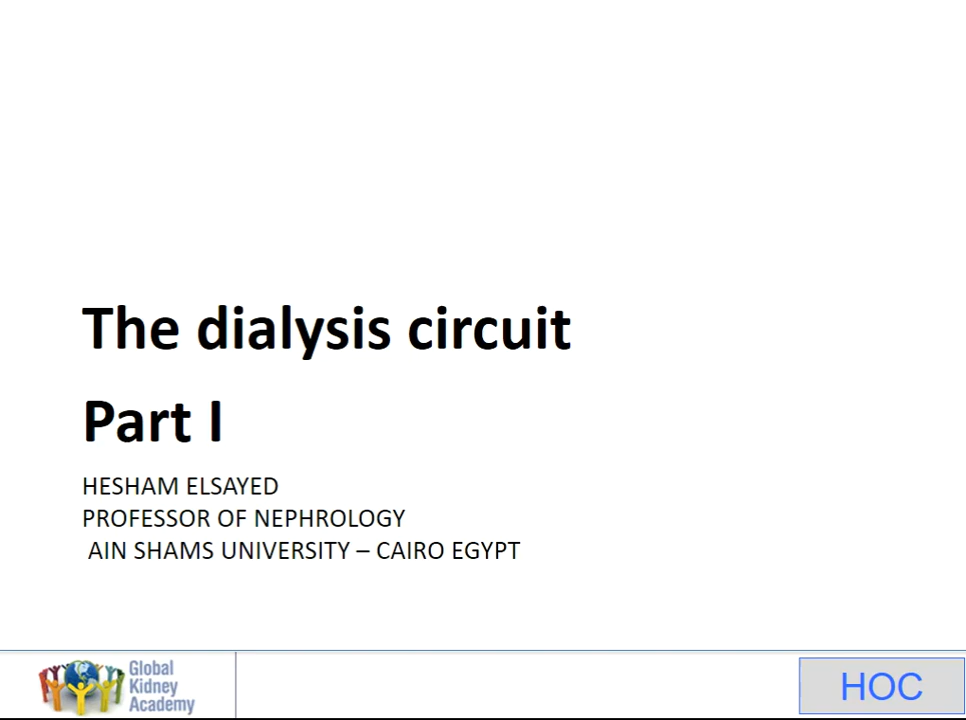 The dialysis circuit
Part I
HESHAM ELSAYED
PROFESSOR OF NEPHROLOGY
AIN SHAMS UNIVERSITY – CAIRO EGYPT
Global
Kidney
Academy
HOC